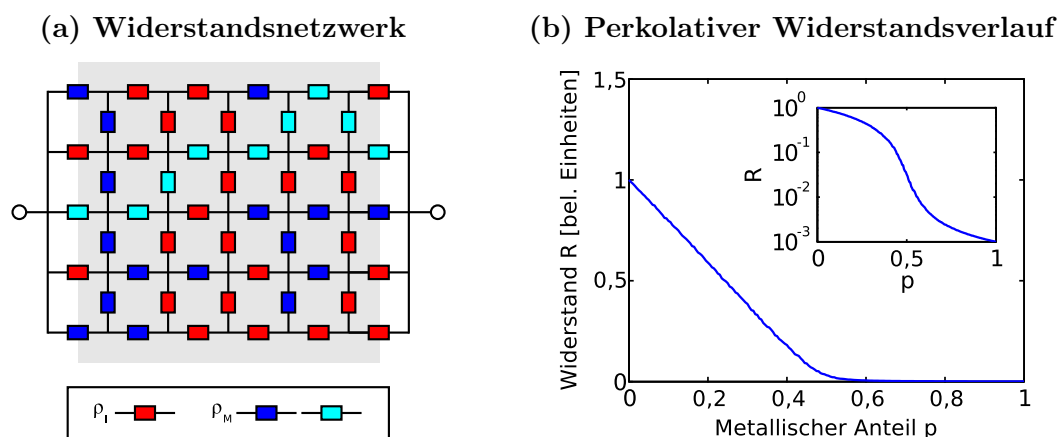 (a) Widerstandsnetzwerk
ρI
ρM
(b) Perkolativer Widerstandsverlauf
Widerstand R [bel. Einheiten]
1,5
1
0,5
0
0
0,2
0,4
0,6
0,8
1
Metallischer Anteil p
R
10^0
10^-1
10^-2
10^-3
0
0,5
1
p